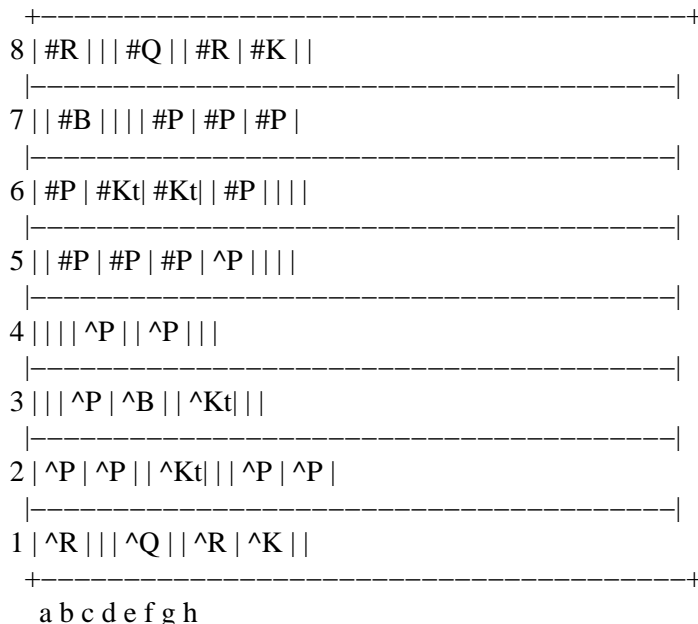 +−−−−−−−−−−−−−−−−−−−−−−−−−−−−−−−−−−−−−−−+
8 | #R | | | #Q | | #R | #K | |
|−−−−−−−−−−−−−−−−−−−−−−−−−−−−−−−−−−−−−−−|
7 | | #B | | | | #P | #P | #P |
|−−−−−−−−−−−−−−−−−−−−−−−−−−−−−−−−−−−−−−−|
6 | #P | #Kt| #Kt| | #P | | | |
|−−−−−−−−−−−−−−−−−−−−−−−−−−−−−−−−−−−−−−−|
5 | | #P | #P | #P | ^P | | | |
|−−−−−−−−−−−−−−−−−−−−−−−−−−−−−−−−−−−−−−−|
4 | | | | ^P | | ^P | | |
|−−−−−−−−−−−−−−−−−−−−−−−−−−−−−−−−−−−−−−−|
3 | | | ^P | ^B | | ^Kt| | |
|−−−−−−−−−−−−−−−−−−−−−−−−−−−−−−−−−−−−−−−|
2 | ^P | ^P | | ^Kt| | | ^P | ^P |
|−−−−−−−−−−−−−−−−−−−−−−−−−−−−−−−−−−−−−−−|
1 | ^R | | | ^Q | | ^R | ^K | |
+−−−−−−−−−−−−−−−−−−−−−−−−−−−−−−−−−−−−−−−+
a b c d e f g h